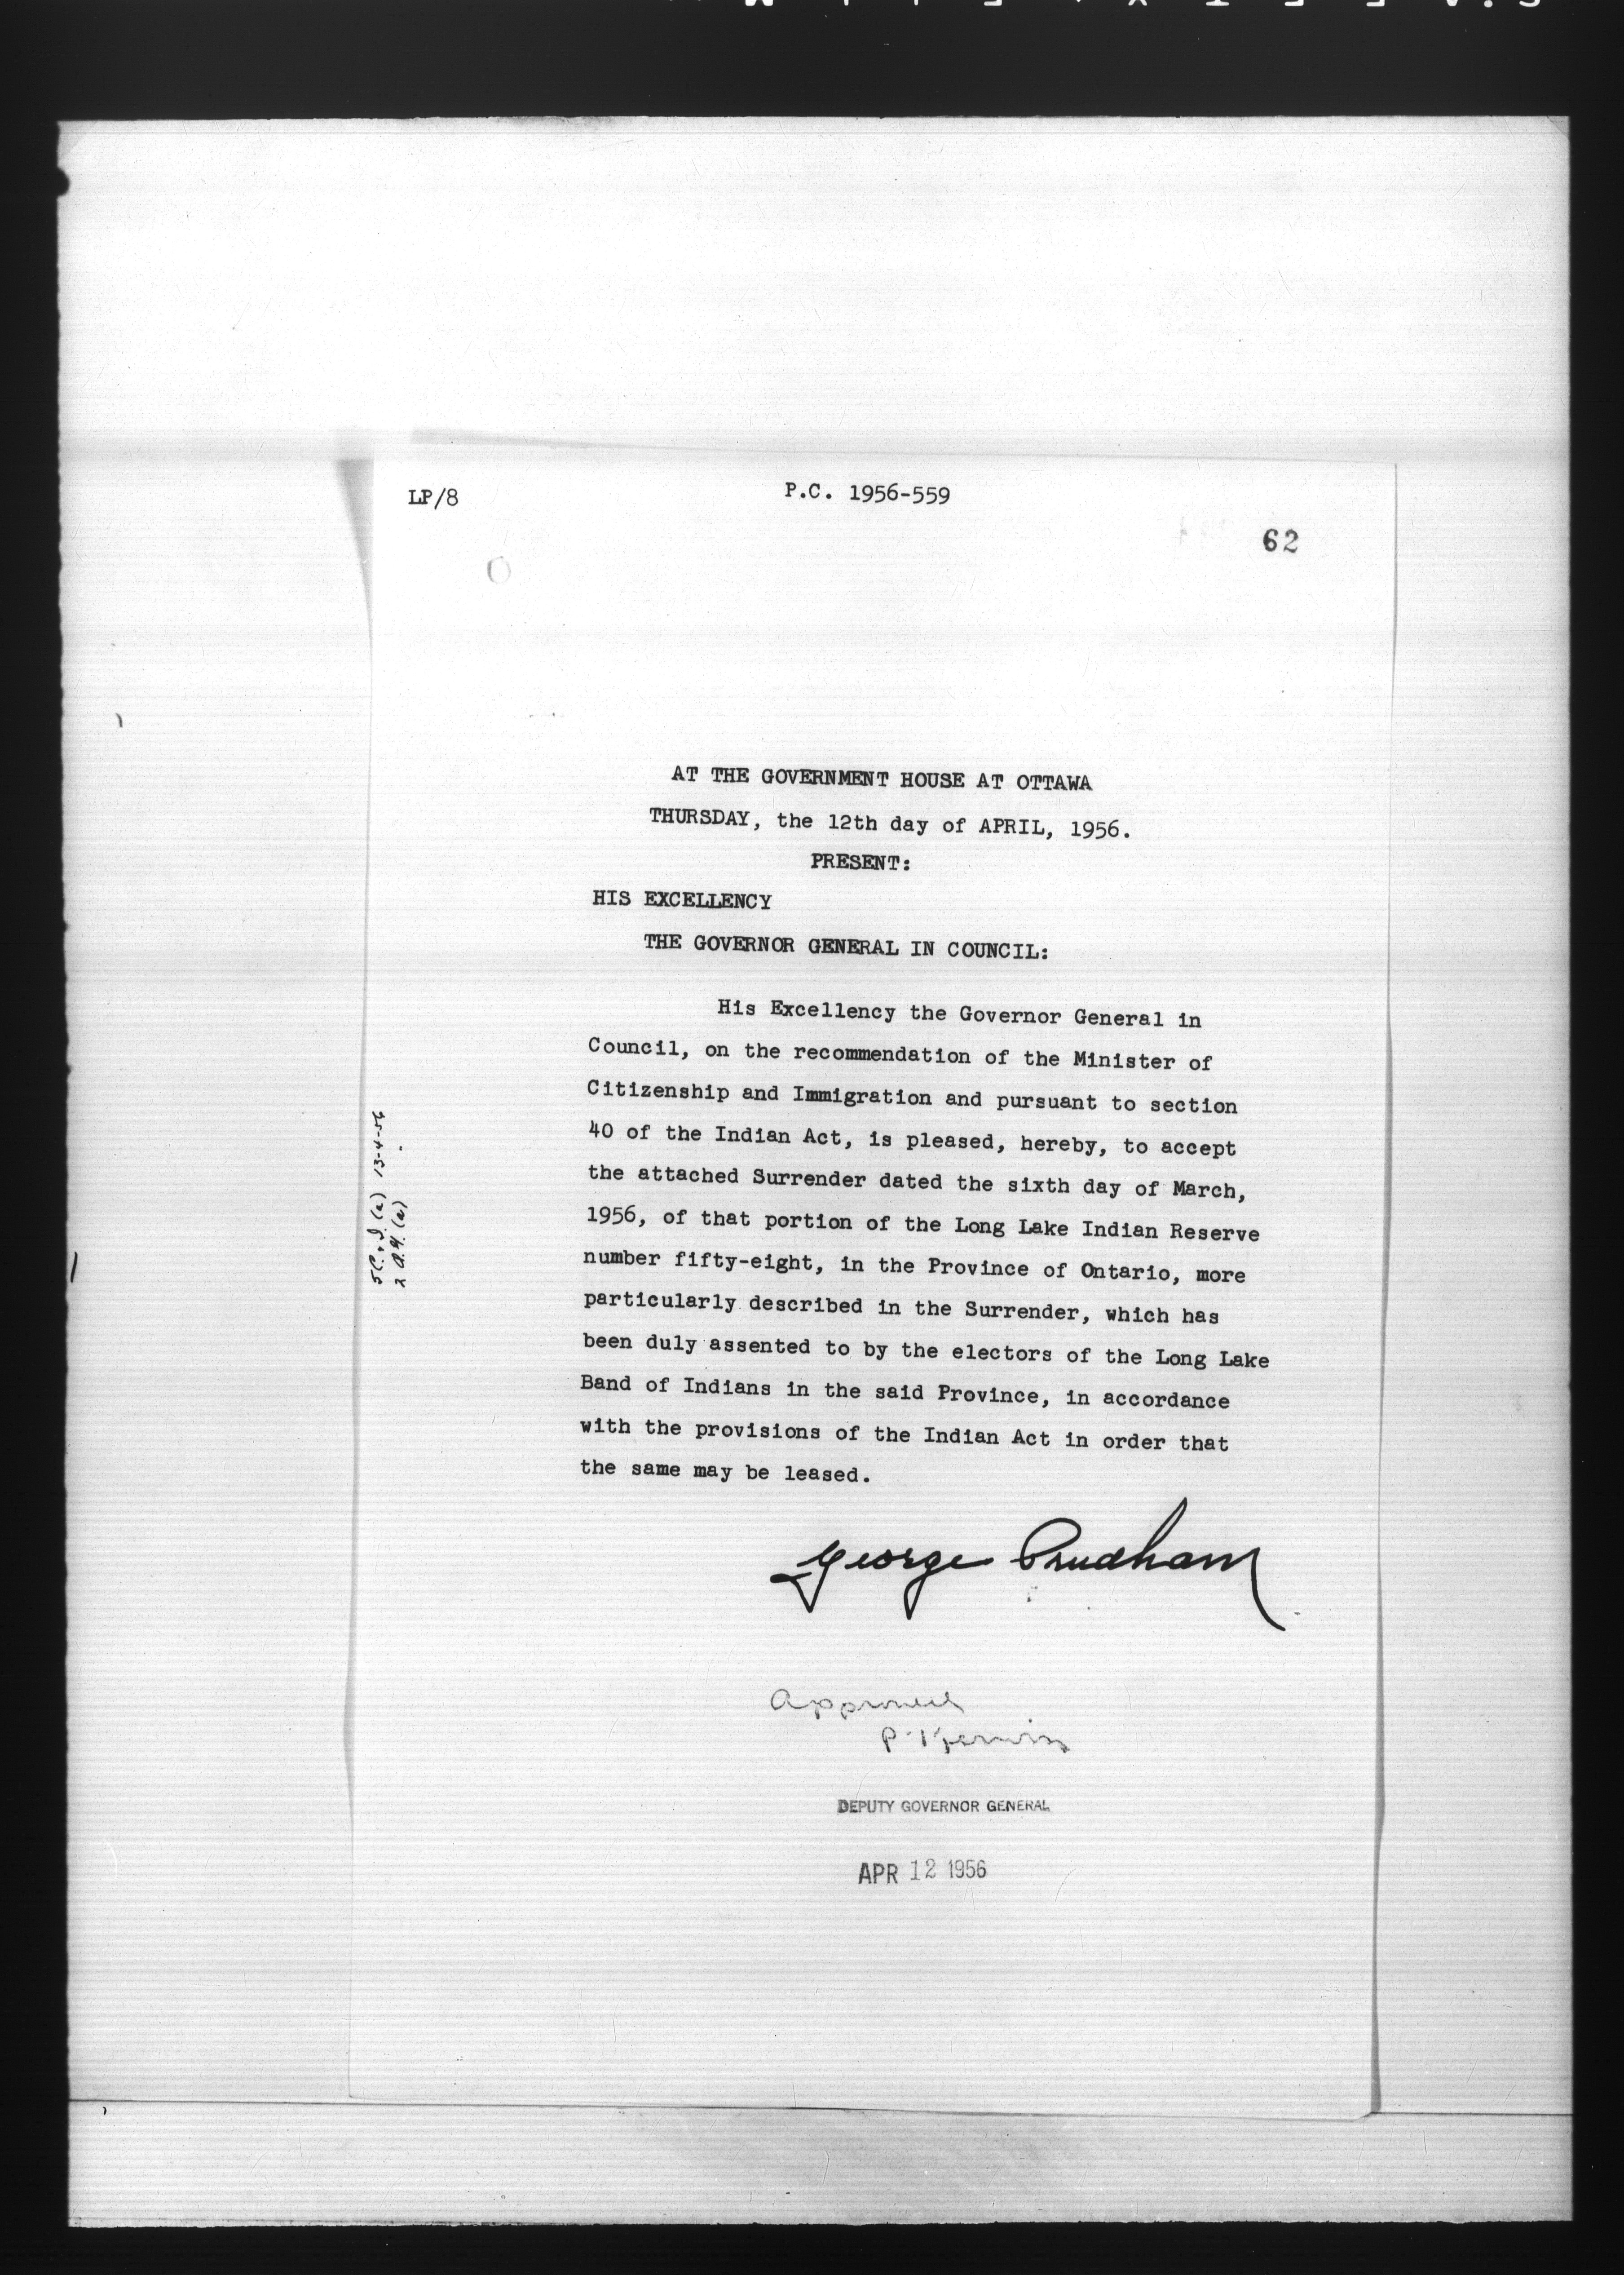 LP/8
P.C. 1956-559
62
AT THE GOVERNMENT HOUSE AT OTTAWA
THURSDAY, the 12th day of APRIL, 1956.
PRESENT:
HIS EXCELLENCY
THE GOVERNOR GENERAL IN COUNCIL:
His Excellency the Governor General in
Council, on the recommendation of the Minister of
Citizenship and Immigration and pursuant to section
40 of the Indian Act, is pleased, hereby, to accept
the attached Surrender dated the sixth day of March,
1956, of that portion of the Long Lake Indian Reserve
number fifty-eight, in the Province of Ontario, more
particularly described in the Surrender, which has
been duly assented to by the electors of the Long Lake
Band of Indians in the said Province, in accordance
with the provisions of the Indian Act in order that
the same may be leased.
George Prudham
Approved
P. Kerwin
DEPUTY GOVERNOR GENERAL
APR 12 1956